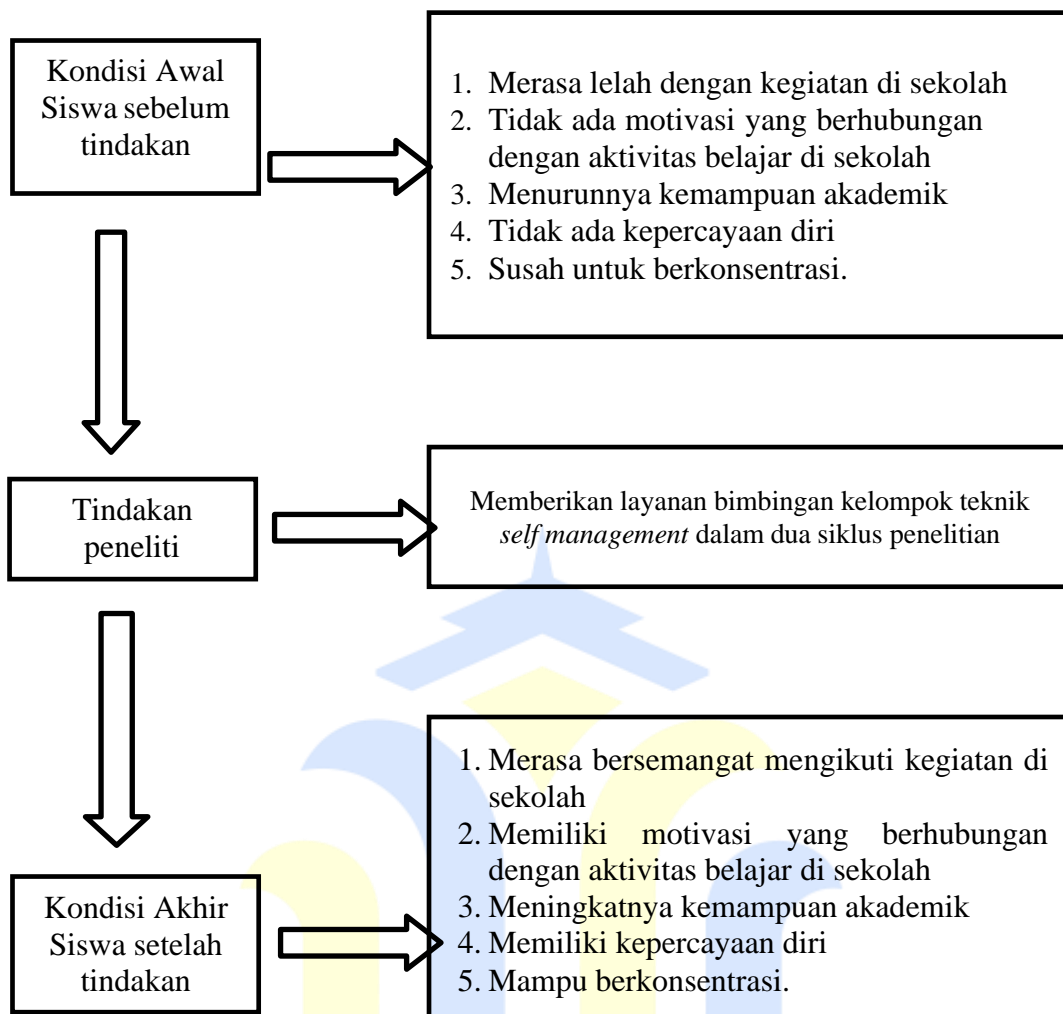 Kondisi Awal
Siswa sebelum
tindakan
1. Merasa lelah dengan kegiatan di sekolah
2. Tidak ada motivasi yang berhubungan
dengan aktivitas belajar di sekolah
3. Menurunnya kemampuan akademik
4. Tidak ada kepercayaan diri
5. Susah untuk berkonsentrasi.
Tindakan
peneliti
Memberikan layanan bimbingan kelompok teknik
self management dalam dua siklus penelitian
Kondisi Akhir
Siswa setelah
tindakan
1. Merasa bersemangat mengikuti kegiatan di
sekolah
2. Memiliki motivasi yang berhubungan
dengan aktivitas belajar di sekolah
3. Meningkatnya kemampuan akademik
4. Memiliki kepercayaan diri
5. Mampu berkonsentrasi.